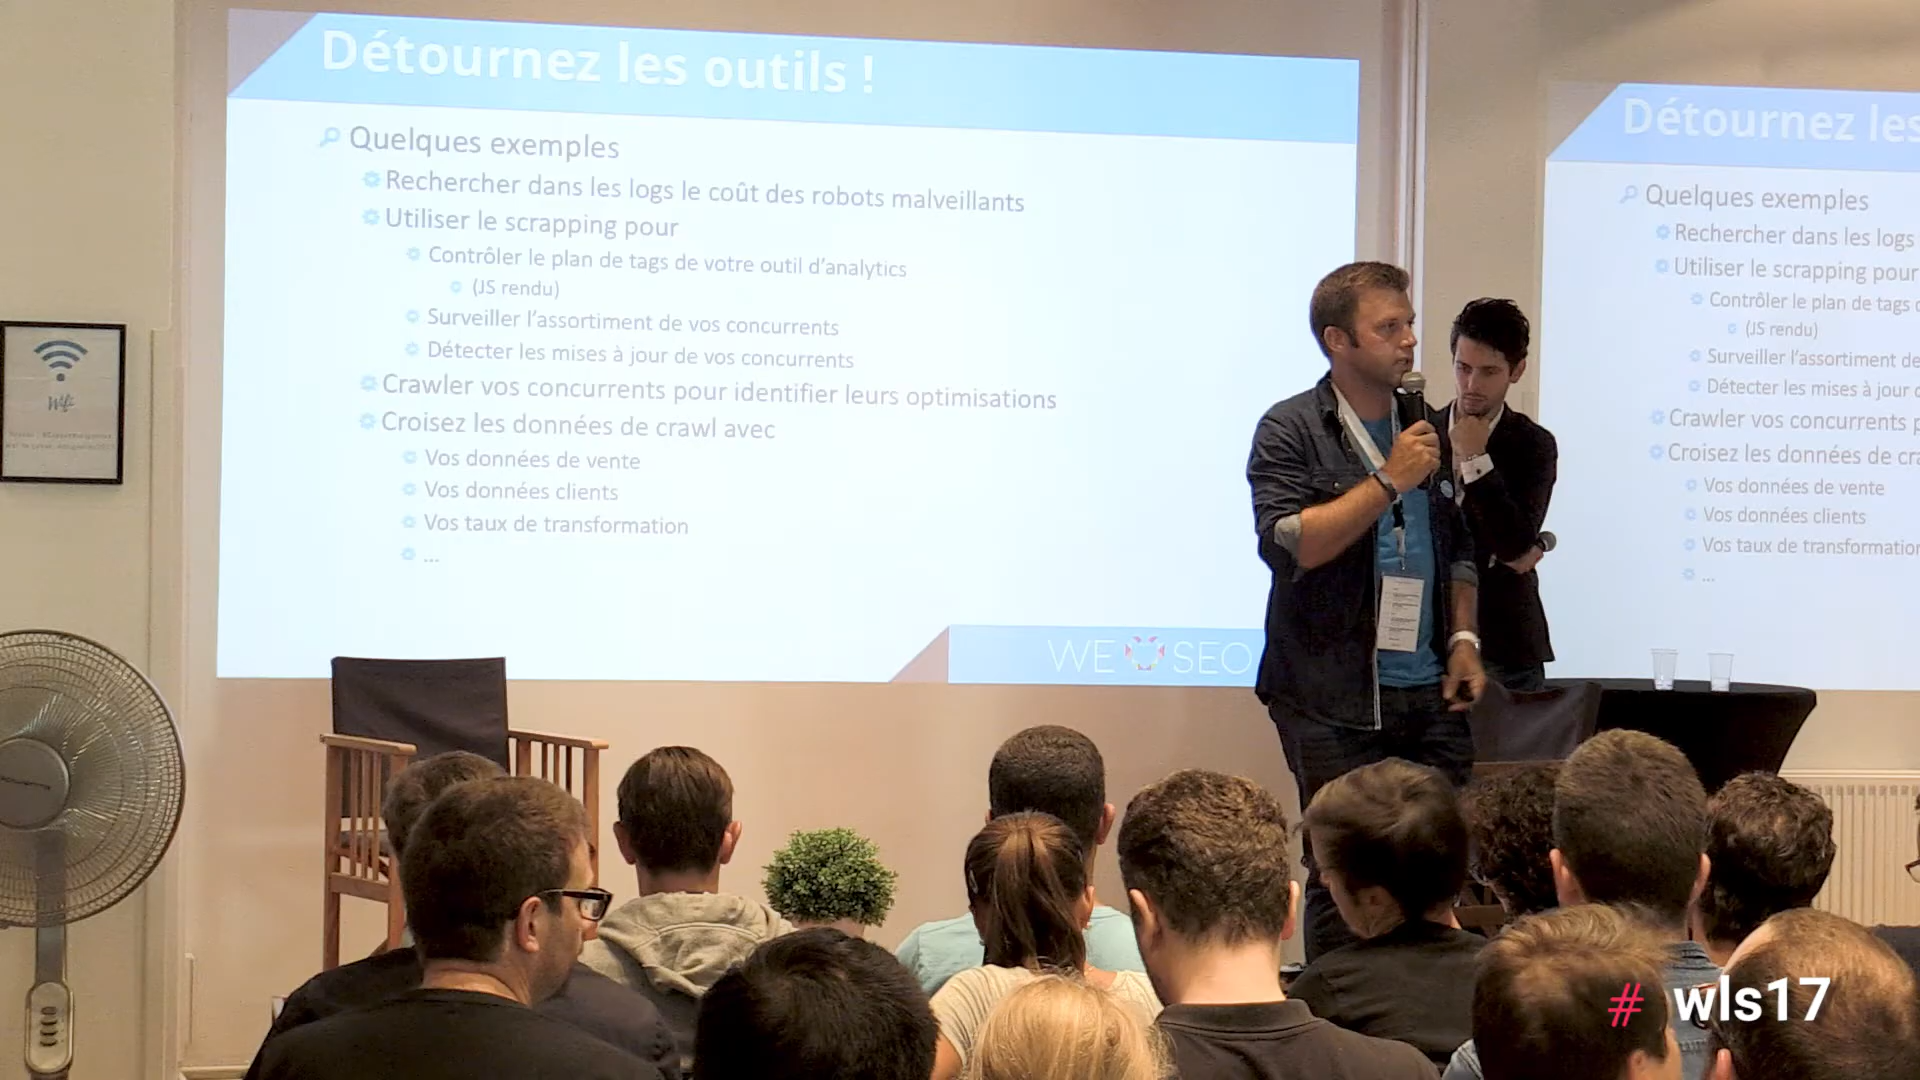 Détournez les outils !
Quelques exemples
Rechercher dans les logs le coût des robots malveillants
Utiliser le scrapping pour
Contrôler le plan de tags de votre outil d'analytics
(JS rendu)
Surveiller l'assortiment de vos concurrents
Détecter les mises à jour de vos concurrents
Crawler vos concurrents pour identifier leurs optimisations
Croisez les données de crawl avec
Vos données de vente
Vos données clients
Vos taux de transformation
...
WE SEO
Détournez les
Quelques exemples
Rechercher dans les logs
Utiliser le scrapping pour
Contrôler le plan de tags
(JS rendu)
Surveiller l'assortiment de
Détecter les mises à jour
Crawler vos concurrents
Croisez les données de
Vos données de vente
Vos données clients
Vos taux de transformation
...
Wifi
# wls17